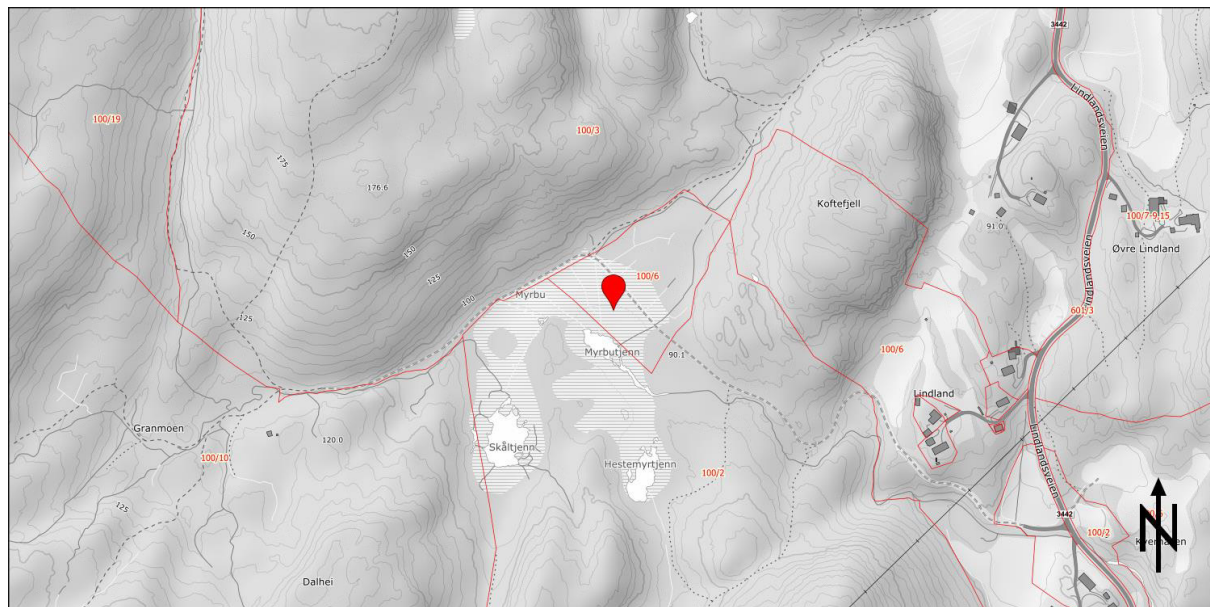 3442
Lindlandsveien
100/19
100/3
175
176.6
Koftefjell
100/7-9,15
91.0
Øvre Lindland
150
150
125
100
Myrbu
100/6
Lindlandsveien
601/3
125
Myrbutjenn
90.1
100/6
Lindland
Granmoen
120.0
100/10
Skåltjenn
Hestemyrtjenn
100/2
Lindlandsveien
125
3442
100/2
N
Dalhei